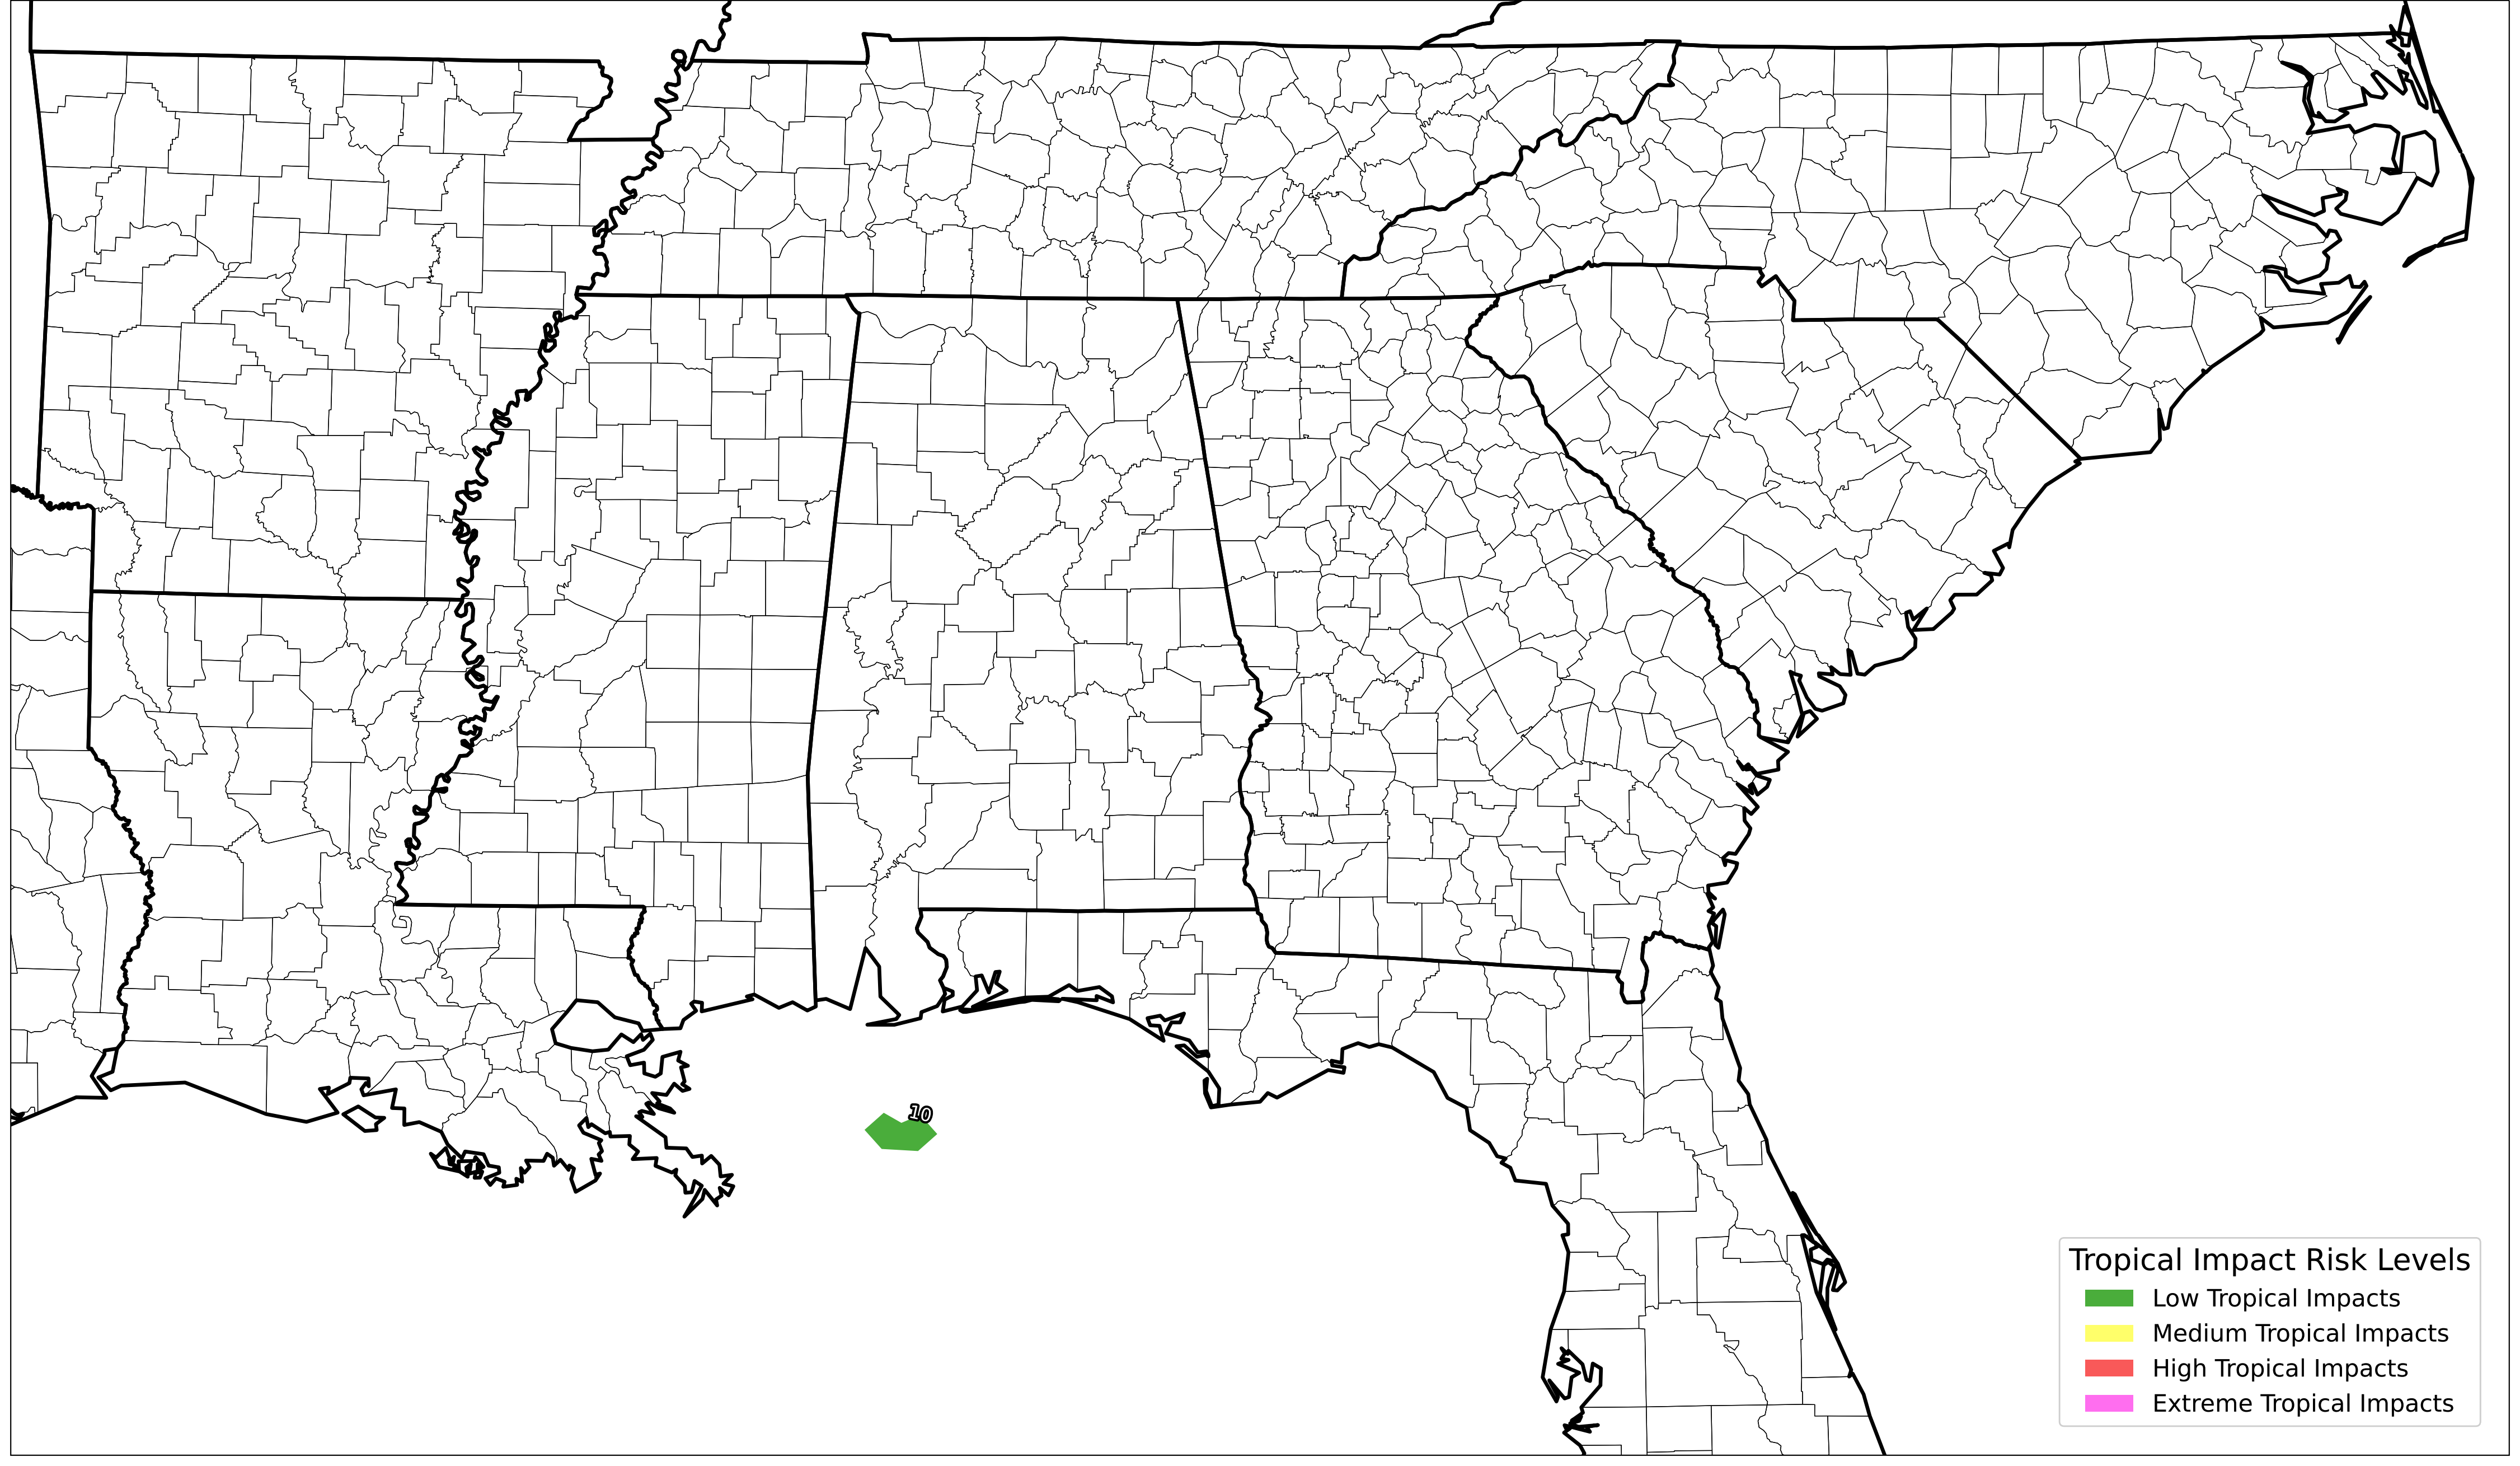 10
Tropical Impact Risk Levels
Low Tropical Impacts
Medium Tropical Impacts
High Tropical Impacts
Extreme Tropical Impacts